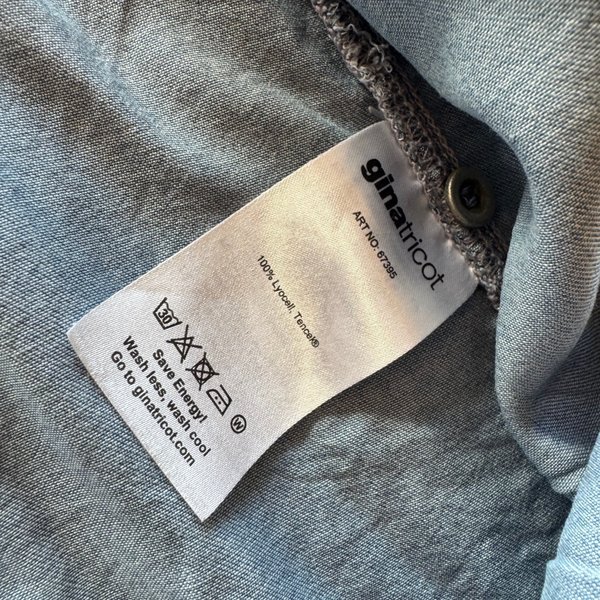 ginatricot
ART NO: 67395
100% Lyocell, Tencel®
30 W
Save Energy!
Wash less, wash cool
Go to ginatricot.com